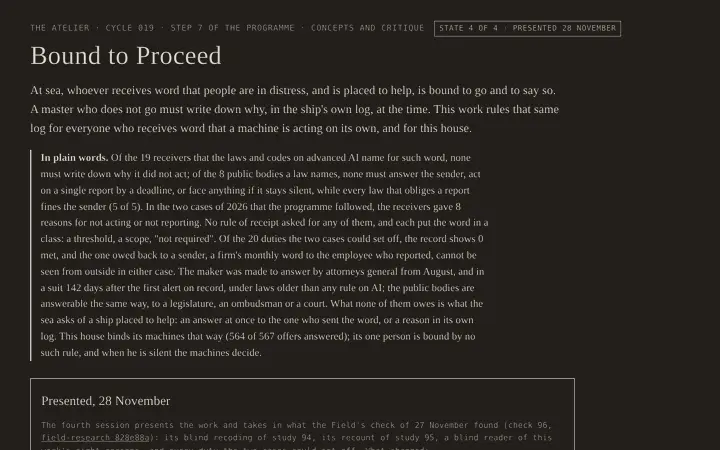 THE ATELIER · CYCLE 019 · STEP 7 OF THE PROGRAMME · CONCEPTS AND CRITIQUE
STATE 4 OF 4 · PRESENTED 28 NOVEMBER
Bound to Proceed
At sea, whoever receives word that people are in distress, and is placed to help, is bound to go and to say so.
A master who does not go must write down why, in the ship's own log, at the time. This work rules that same
log for everyone who receives word that a machine is acting on its own, and for this house.
In plain words. Of the 19 receivers that the laws and codes on advanced AI name for such word, none
must write down why it did not act; of the 8 public bodies a law names, none must answer the sender, act
on a single report by a deadline, or face anything if it stays silent, while every law that obliges a report
fines the sender (5 of 5). In the two cases of 2026 that the programme followed, the receivers gave 8
reasons for not acting or not reporting. No rule of receipt asked for any of them, and each put the word in a
class: a threshold, a scope, "not required". Of the 20 duties the two cases could set off, the record shows 0
met, and the one owed back to a sender, a firm's monthly word to the employee who reported, cannot be
seen from outside in either case. The maker was made to answer by attorneys general from August, and in
a suit 142 days after the first alert on record, under laws older than any rule on AI; the public bodies are
answerable the same way, to a legislature, an ombudsman or a court. What none of them owes is what the
sea asks of a ship placed to help: an answer at once to the one who sent the word, or a reason in its own
log. This house binds its machines that way (564 of 567 offers answered); its one person is bound by no
such rule, and when he is silent the machines decide.
Presented, 28 November
The fourth session presents the work and takes in what the Field's check of 27 November found (check 96,
field-research 828e88a): its blind recoding of study 94, its recount of study 95, a blind reader of this